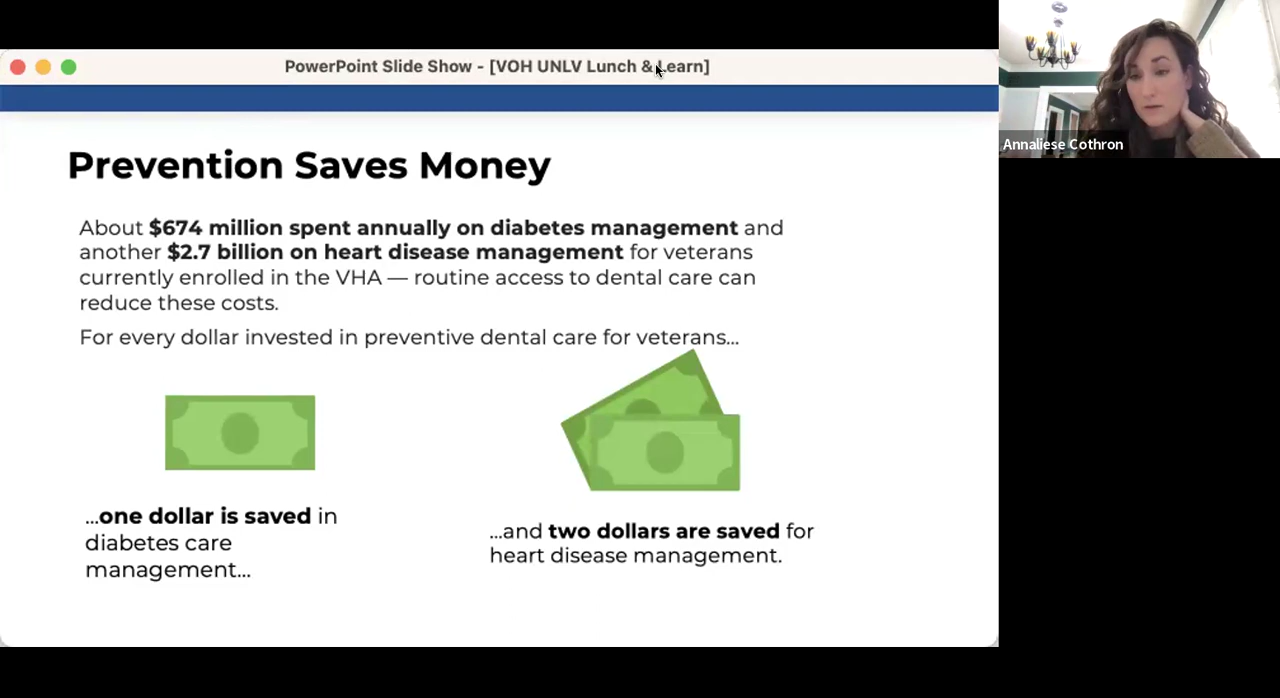 PowerPoint Slide Show - [VOH UNLV Lunch & Learn]
Annaliese Cothron
Prevention Saves Money
About $674 million spent annually on diabetes management and
another $2.7 billion on heart disease management for veterans
currently enrolled in the VHA — routine access to dental care can
reduce these costs.
For every dollar invested in preventive dental care for veterans...
...one dollar is saved in
diabetes care
management...
...and two dollars are saved for
heart disease management.